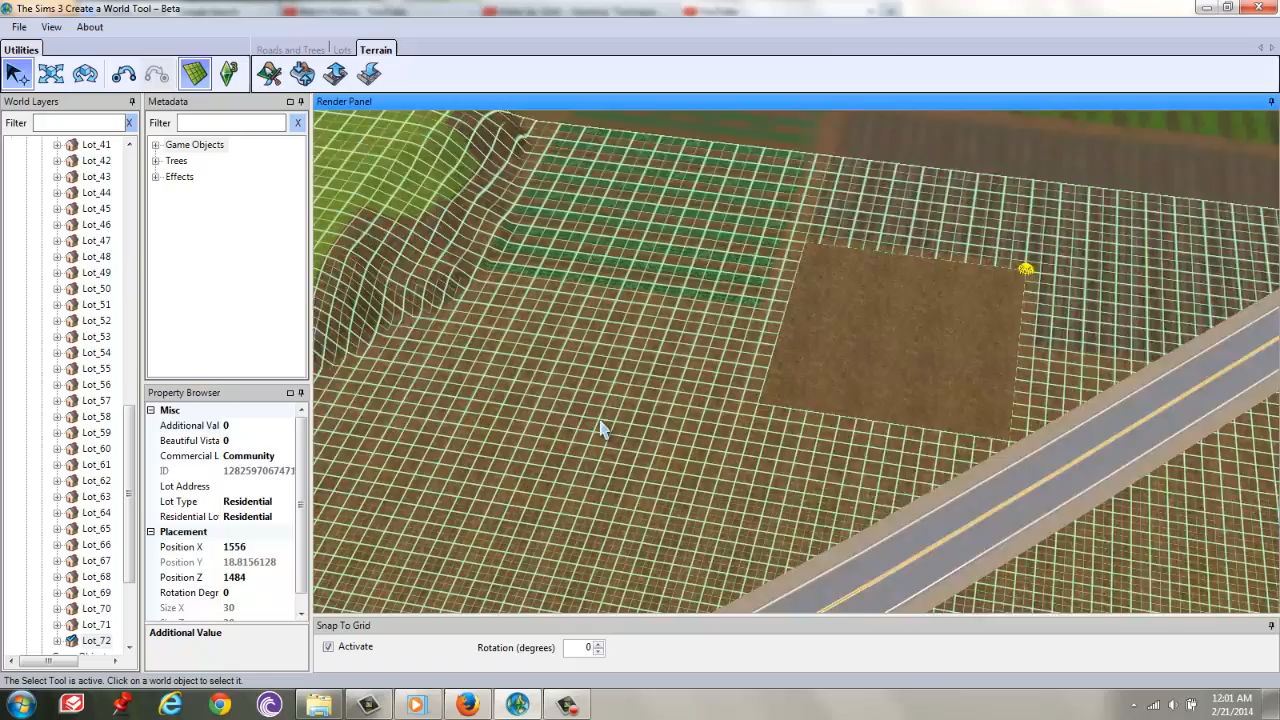 The Sims 3 Create a World Tool – Beta
File View About
Utilities Roads and Trees Lots Terrain
World Layers Metadata Render Panel
Filter X Filter X
Lot_41
Lot_42
Lot_43
Lot_44
Lot_45
Lot_46
Lot_47
Lot_48
Lot_49
Lot_50
Lot_51
Lot_52
Lot_53
Lot_54
Lot_55
Lot_56
Lot_57
Lot_58
Lot_59
Lot_60
Lot_61
Lot_62
Lot_63
Lot_64
Lot_65
Lot_66
Lot_67
Lot_68
Lot_69
Lot_70
Lot_71
Lot_72
Game Objects
Trees
Effects
Property Browser
Misc
Additional Val 0
Beautiful Vista 0
Commercial L Community
ID 1282597067471
Lot Address
Lot Type Residential
Residential Lo Residential
Placement
Position X 1556
Position Y 18.8156128
Position Z 1484
Rotation Degr 0
Size X 30
Additional Value
Snap To Grid
Activate Rotation (degrees) 0
The Select Tool is active. Click on a world object to select it.
12:01 AM
2/21/2014